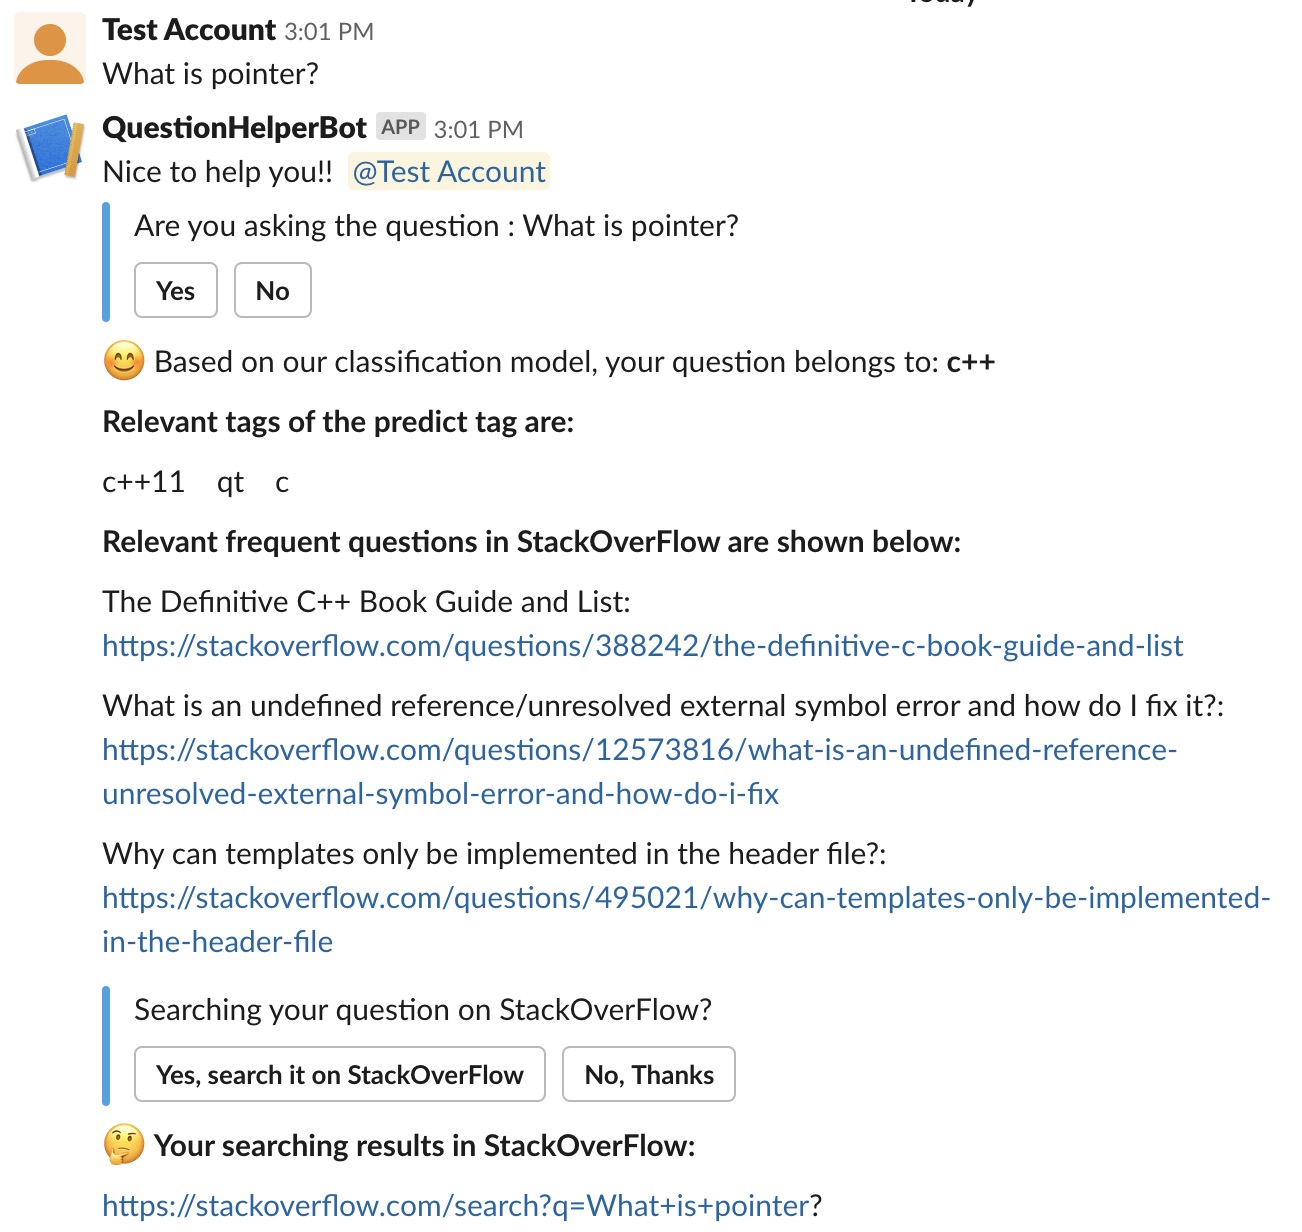 Today
Test Account 3:01 PM
What is pointer?
QuestionHelperBot APP 3:01 PM
Nice to help you!! @Test Account
Are you asking the question : What is pointer?
Yes No
Based on our classification model, your question belongs to: c++
Relevant tags of the predict tag are:
c++11 qt c
Relevant frequent questions in StackOverFlow are shown below:
The Definitive C++ Book Guide and List:
https://stackoverflow.com/questions/388242/the-definitive-c-book-guide-and-list
What is an undefined reference/unresolved external symbol error and how do I fix it?:
https://stackoverflow.com/questions/12573816/what-is-an-undefined-reference-
unresolved-external-symbol-error-and-how-do-i-fix
Why can templates only be implemented in the header file?:
https://stackoverflow.com/questions/495021/why-can-templates-only-be-implemented-
in-the-header-file
Searching your question on StackOverFlow?
Yes, search it on StackOverFlow No, Thanks
Your searching results in StackOverFlow:
https://stackoverflow.com/search?q=What+is+pointer?